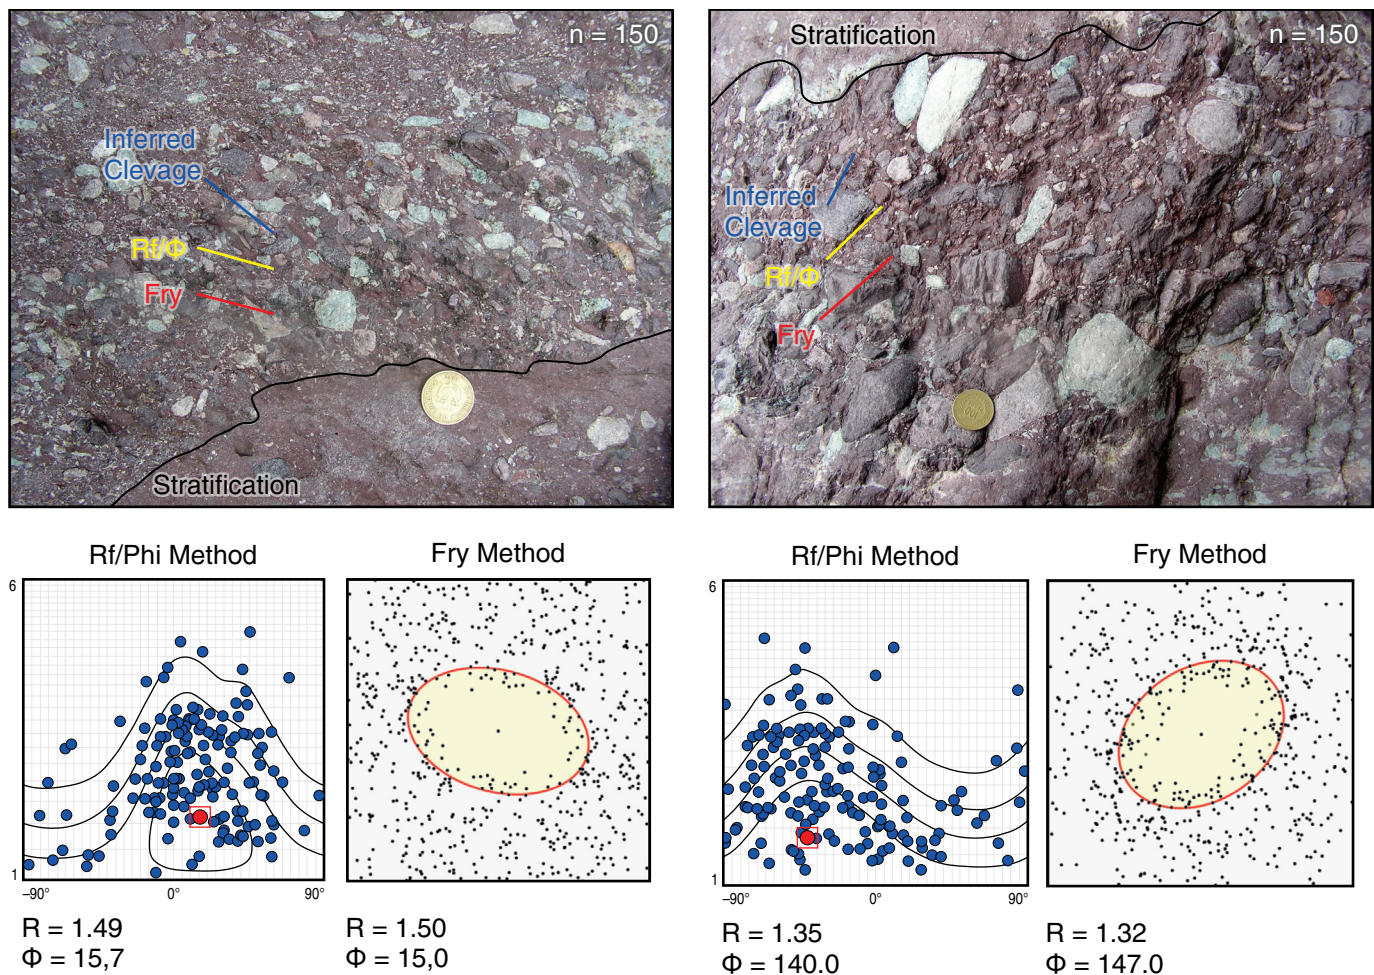 n = 150
Inferred
Clevage
Rf/Φ
Fry
Stratification
Stratification
n = 150
Inferred
Clevage
Rf/Φ
Fry
100
Rf/Phi Method
6
1
–90°
0°
90°
R = 1.49
Φ = 15,7
Fry Method
R = 1.50
Φ = 15,0
Rf/Phi Method
6
1
–90°
0°
90°
R = 1.35
Φ = 140.0
Fry Method
R = 1.32
Φ = 147.0